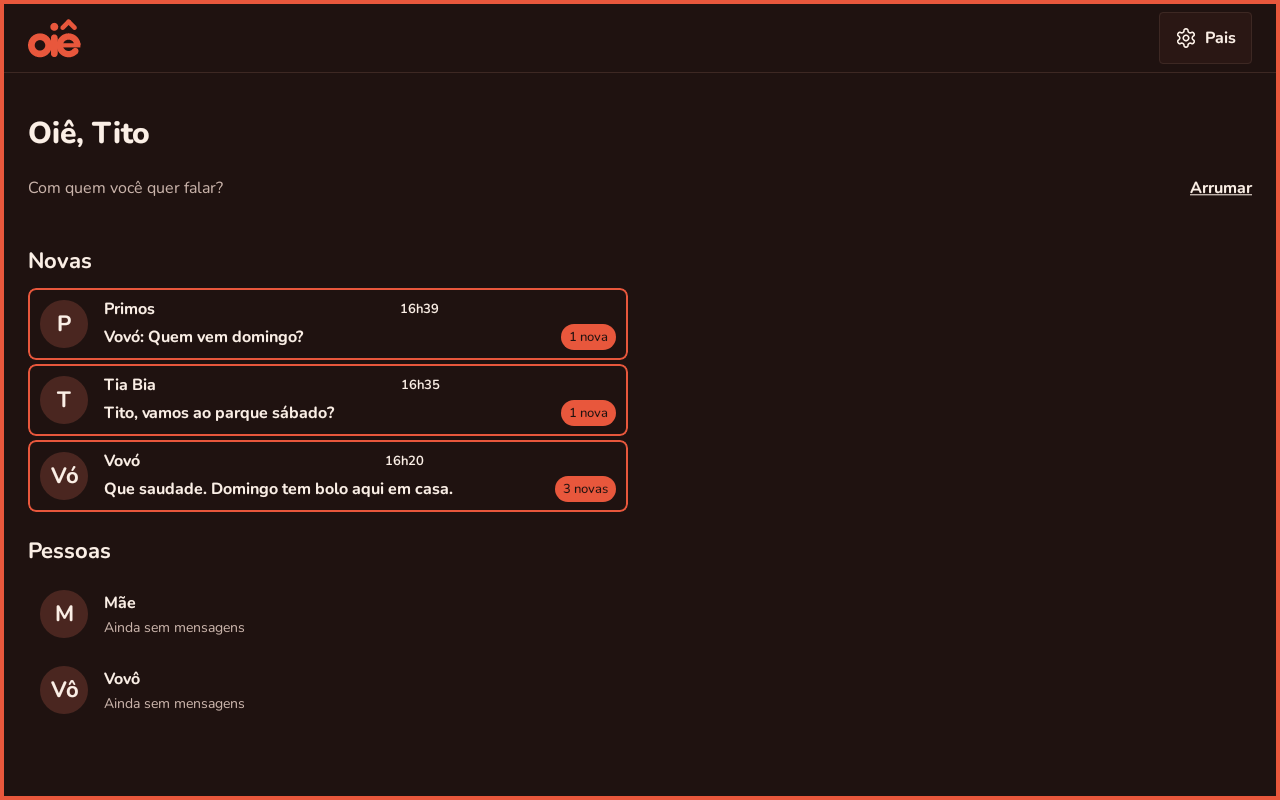 oiê
Pais
Oiê, Tito
Com quem você quer falar?
Arrumar
Novas
P
Primos
16h39
Vovó: Quem vem domingo?
1 nova
T
Tia Bia
16h35
Tito, vamos ao parque sábado?
1 nova
Vó
Vovó
16h20
Que saudade. Domingo tem bolo aqui em casa.
3 novas
Pessoas
M
Mãe
Ainda sem mensagens
Vô
Vovô
Ainda sem mensagens